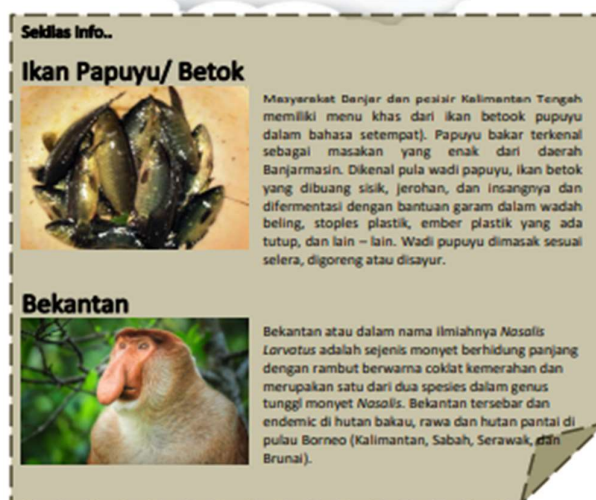 Sekilas Info..
Ikan Papuyu/ Betok
Masyarakat Banjar dan pesisir Kalimantan Tengah
memiliki menu khas dari ikan betook pupuyu
dalam bahasa setempat). Papuyu bakar terkenal
sebagai masakan yang enak dari daerah
Banjarmasin. Dikenal pula wadi papuyu, ikan betok
yang dibuang sisik, jerohan, dan insangnya dan
difermentasi dengan bantuan garam dalam wadah
beling, stoples plastik, ember plastik yang ada
tutup, dan lain – lain. Wadi pupuyu dimasak sesuai
selera, digoreng atau disayur.
Bekantan
Bekantan atau dalam nama ilmiahnya Nasalis
Larvatus adalah sejenis monyet berhidung panjang
dengan rambut berwarna coklat kemerahan dan
merupakan satu dari dua spesies dalam genus
tunggl monyet Nasalis. Bekantan tersebar dan
endemic di hutan bakau, rawa dan hutan pantai di
pulau Borneo (Kalimantan, Sabah, Serawak, dan
Brunai).